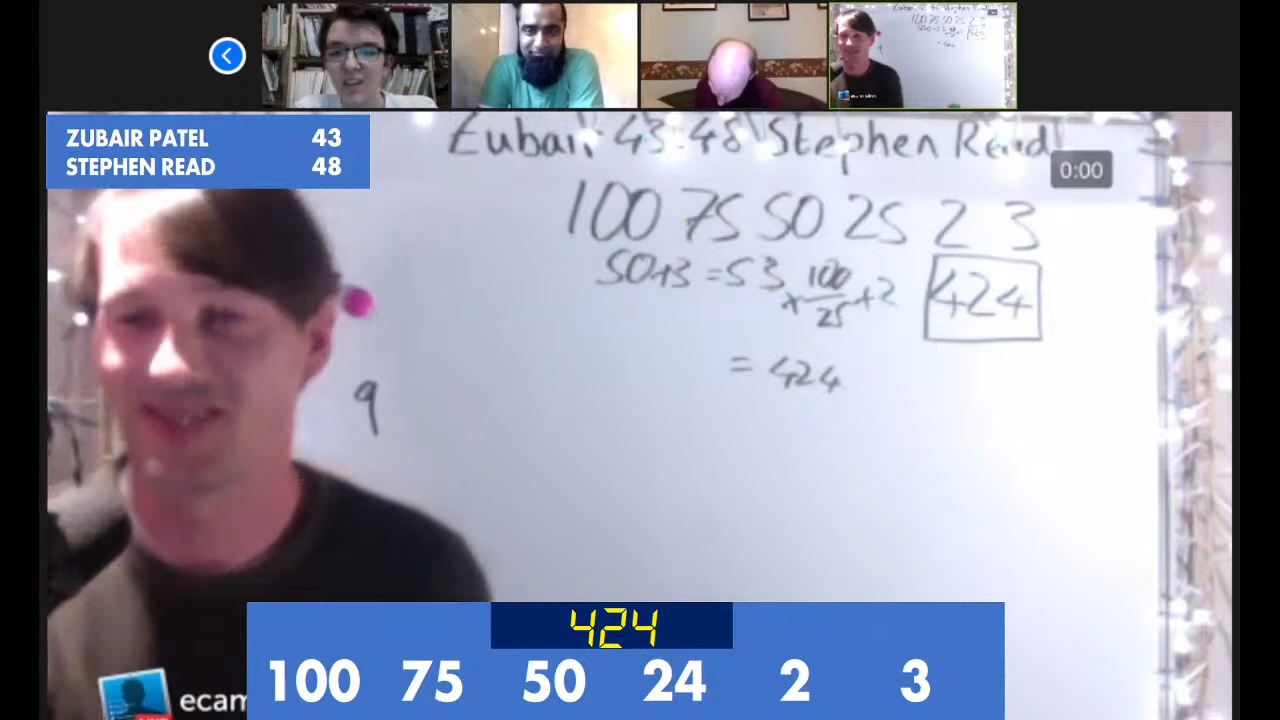 ZUBAIR PATEL 43
STEPHEN READ 48
Zubair 43-48 Stephen Read
0:00
100 75 50 25 2 3
50+3 = 53 × 100/25 + 2
424
= 424
9
424
100 75 50 24 2 3
ecam